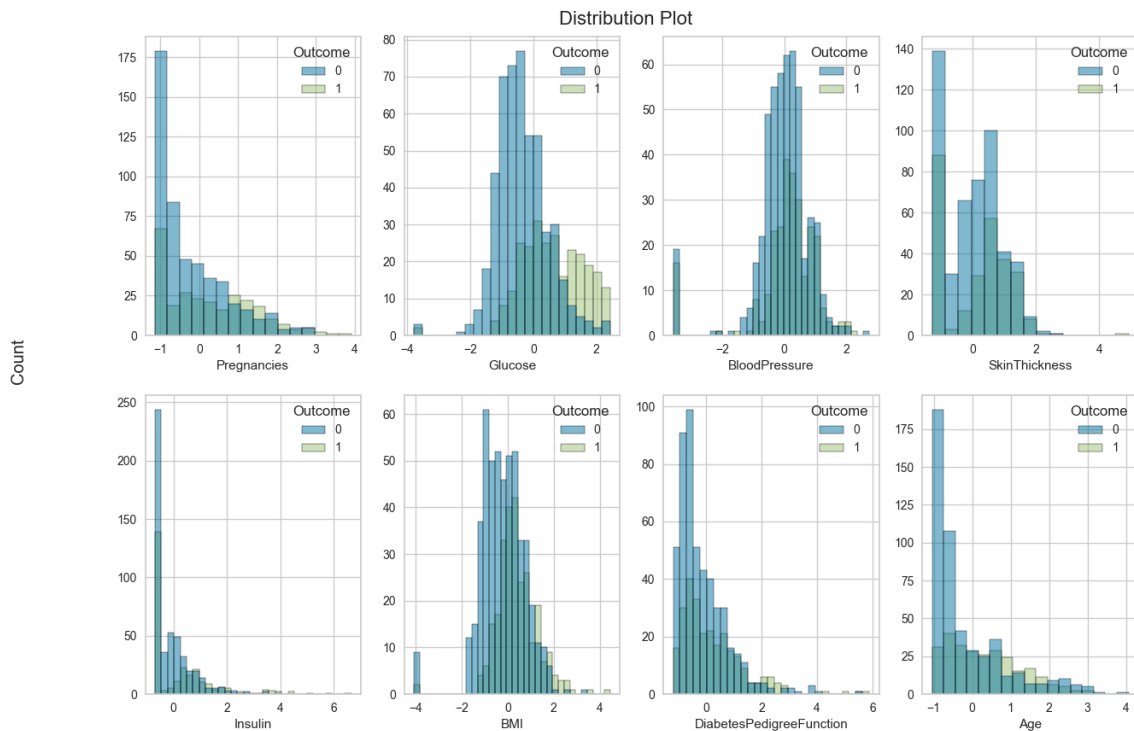 Distribution Plot
Count
175
150
125
100
75
50
25
0
−1 0 1 2 3 4
Pregnancies
Outcome
0
1
80
70
60
50
40
30
20
10
0
−4 −2 0 2
Glucose
Outcome
0
1
60
50
40
30
20
10
0
−2 0 2
BloodPressure
Outcome
0
1
140
120
100
80
60
40
20
0
0 2 4
SkinThickness
Outcome
0
1
250
200
150
100
50
0
0 2 4 6
Insulin
Outcome
0
1
60
50
40
30
20
10
0
−4 −2 0 2 4
BMI
Outcome
0
1
100
80
60
40
20
0
0 2 4 6
DiabetesPedigreeFunction
Outcome
0
1
175
150
125
100
75
50
25
0
−1 0 1 2 3 4
Age
Outcome
0
1